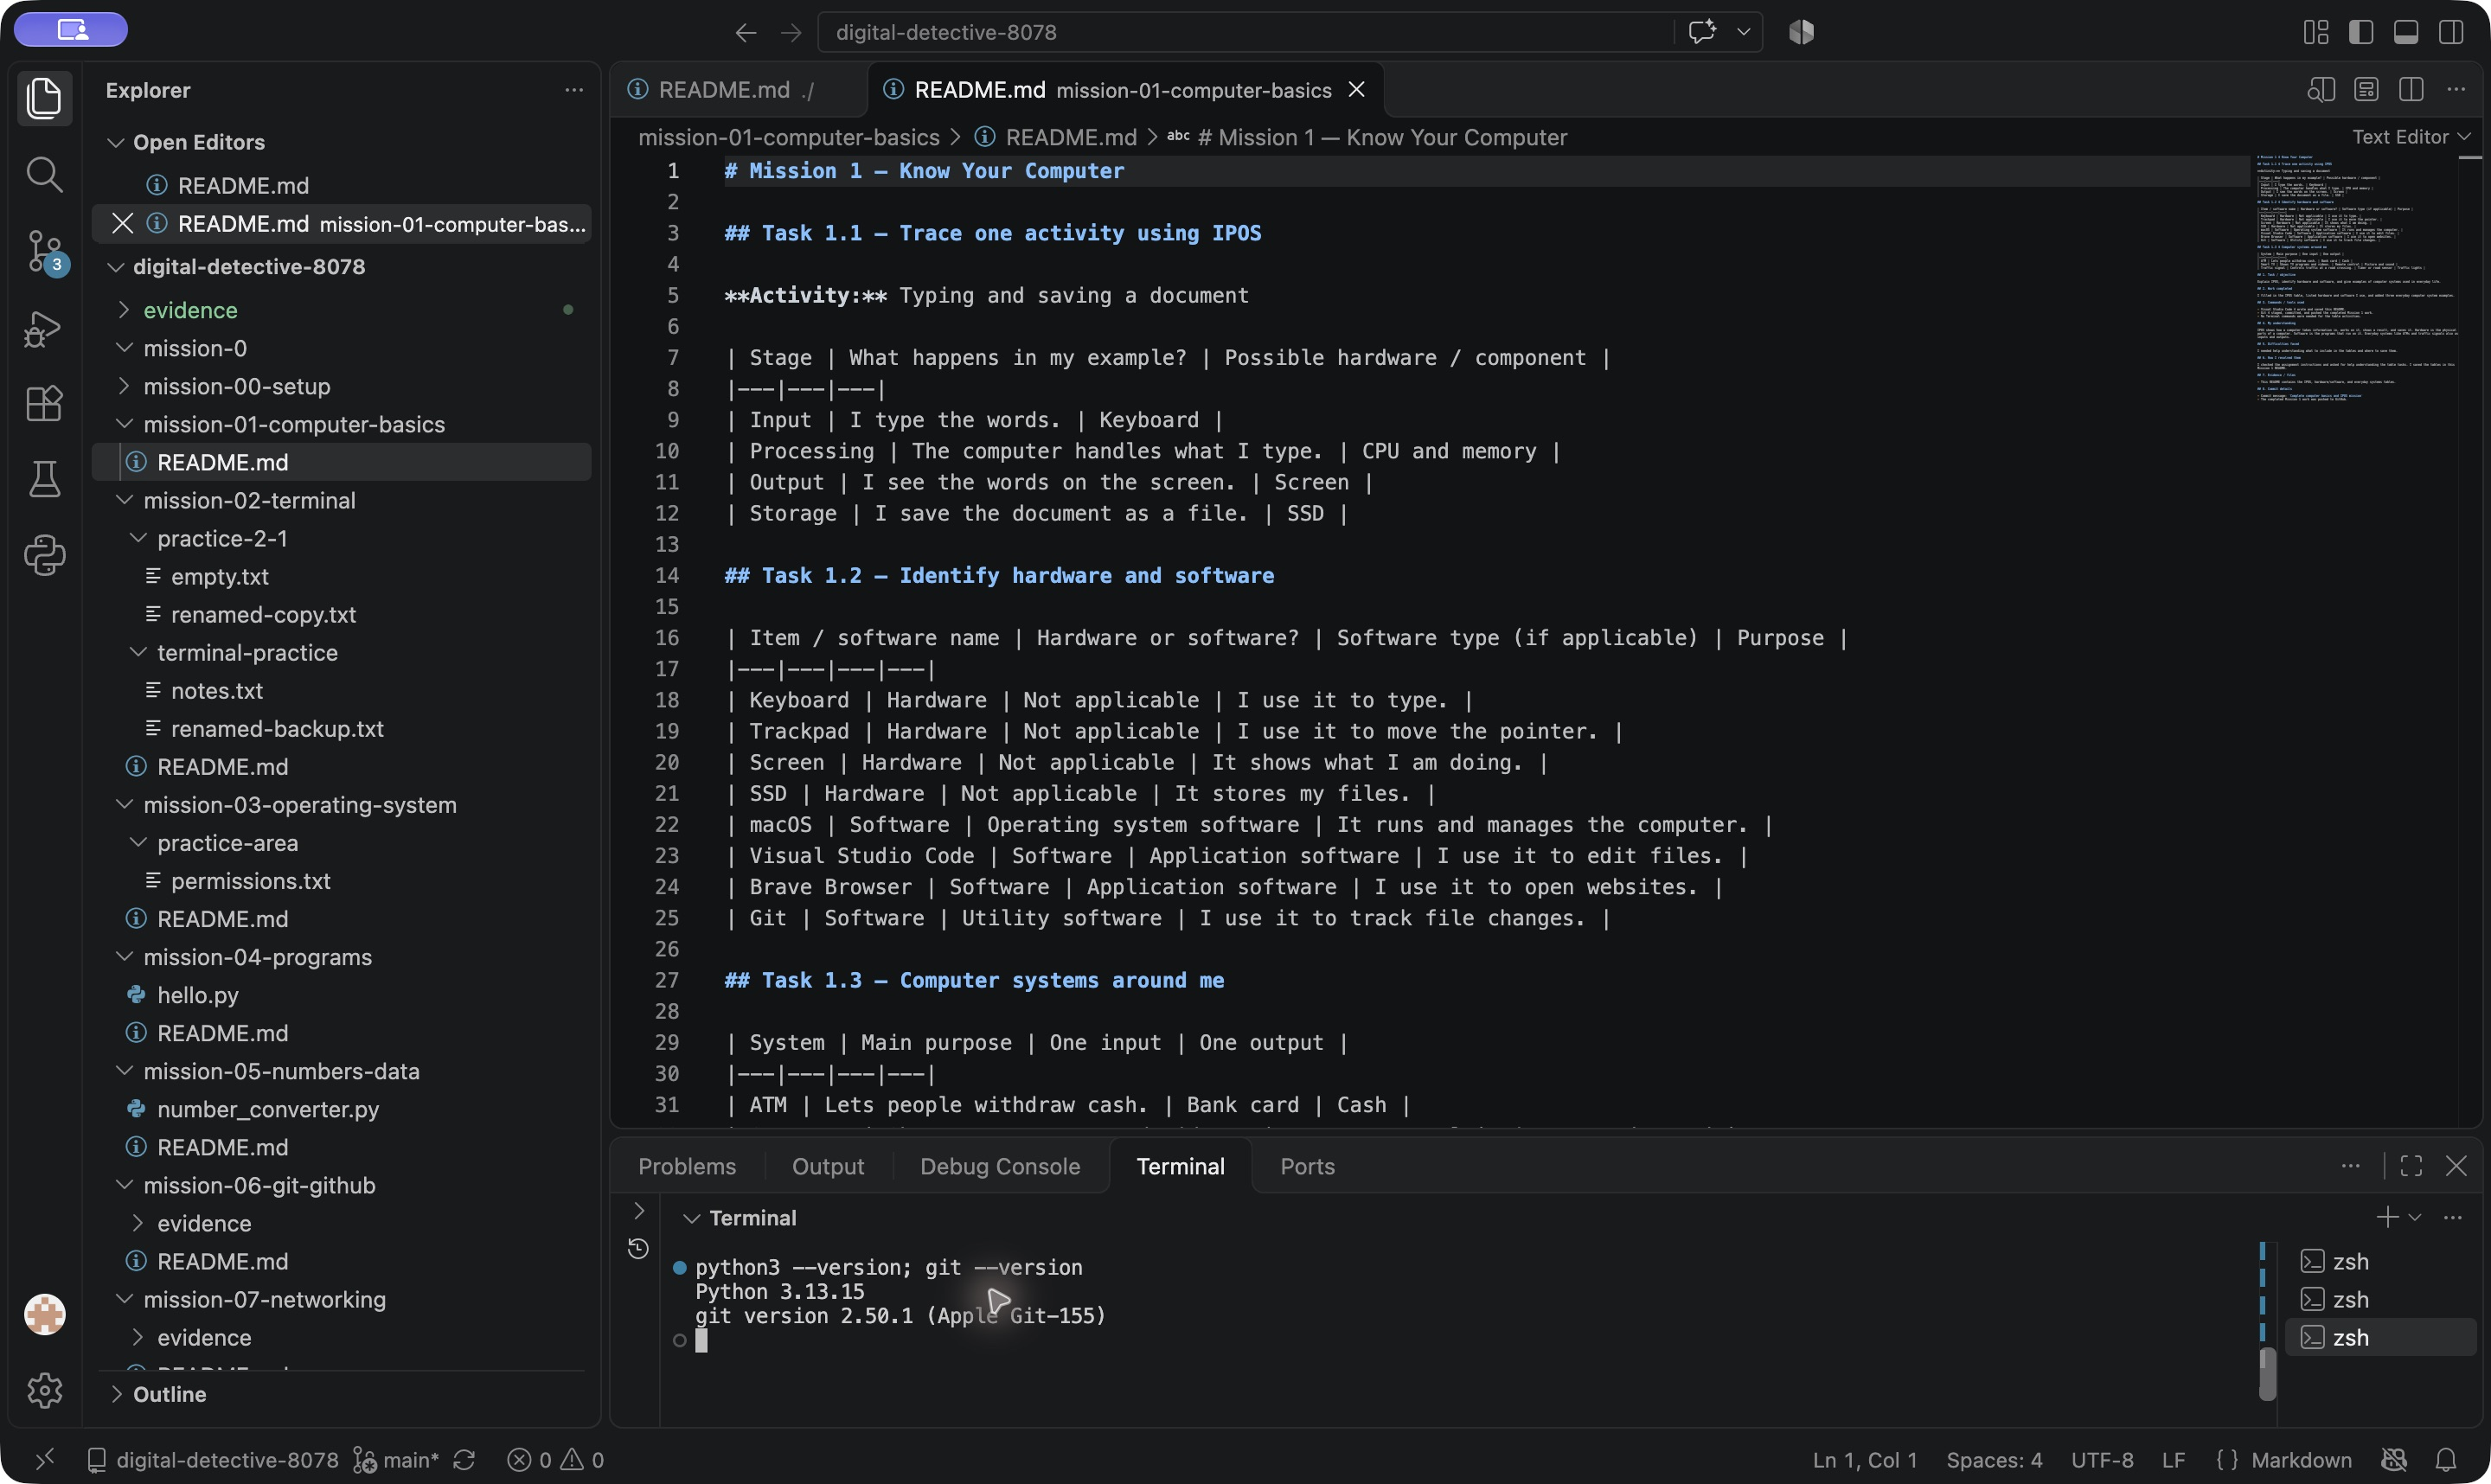 digital-detective-8078
Explorer
Open Editors
README.md
README.md mission-01-computer-bas...
digital-detective-8078
evidence
mission-0
mission-00-setup
mission-01-computer-basics
README.md
mission-02-terminal
practice-2-1
empty.txt
renamed-copy.txt
terminal-practice
notes.txt
renamed-backup.txt
README.md
mission-03-operating-system
practice-area
permissions.txt
README.md
mission-04-programs
hello.py
README.md
mission-05-numbers-data
number_converter.py
README.md
mission-06-git-github
evidence
README.md
mission-07-networking
evidence
Outline
3
README.md ./
README.md mission-01-computer-basics
mission-01-computer-basics > README.md > abc # Mission 1 — Know Your Computer
Text Editor
1 # Mission 1 — Know Your Computer
2
3 ## Task 1.1 — Trace one activity using IPOS
4
5 **Activity:** Typing and saving a document
6
7 | Stage | What happens in my example? | Possible hardware / component |
8 |---|---|---|
9 | Input | I type the words. | Keyboard |
10 | Processing | The computer handles what I type. | CPU and memory |
11 | Output | I see the words on the screen. | Screen |
12 | Storage | I save the document as a file. | SSD |
13
14 ## Task 1.2 — Identify hardware and software
15
16 | Item / software name | Hardware or software? | Software type (if applicable) | Purpose |
17 |---|---|---|---|
18 | Keyboard | Hardware | Not applicable | I use it to type. |
19 | Trackpad | Hardware | Not applicable | I use it to move the pointer. |
20 | Screen | Hardware | Not applicable | It shows what I am doing. |
21 | SSD | Hardware | Not applicable | It stores my files. |
22 | macOS | Software | Operating system software | It runs and manages the computer. |
23 | Visual Studio Code | Software | Application software | I use it to edit files. |
24 | Brave Browser | Software | Application software | I use it to open websites. |
25 | Git | Software | Utility software | I use it to track file changes. |
26
27 ## Task 1.3 — Computer systems around me
28
29 | System | Main purpose | One input | One output |
30 |---|---|---|---|
31 | ATM | Lets people withdraw cash. | Bank card | Cash |
Problems Output Debug Console Terminal Ports
Terminal
python3 --version; git --version
Python 3.13.15
git version 2.50.1 (Apple Git-155)
zsh
zsh
zsh
digital-detective-8078 main* 0 0
Ln 1, Col 1 Spaces: 4 UTF-8 LF {} Markdown